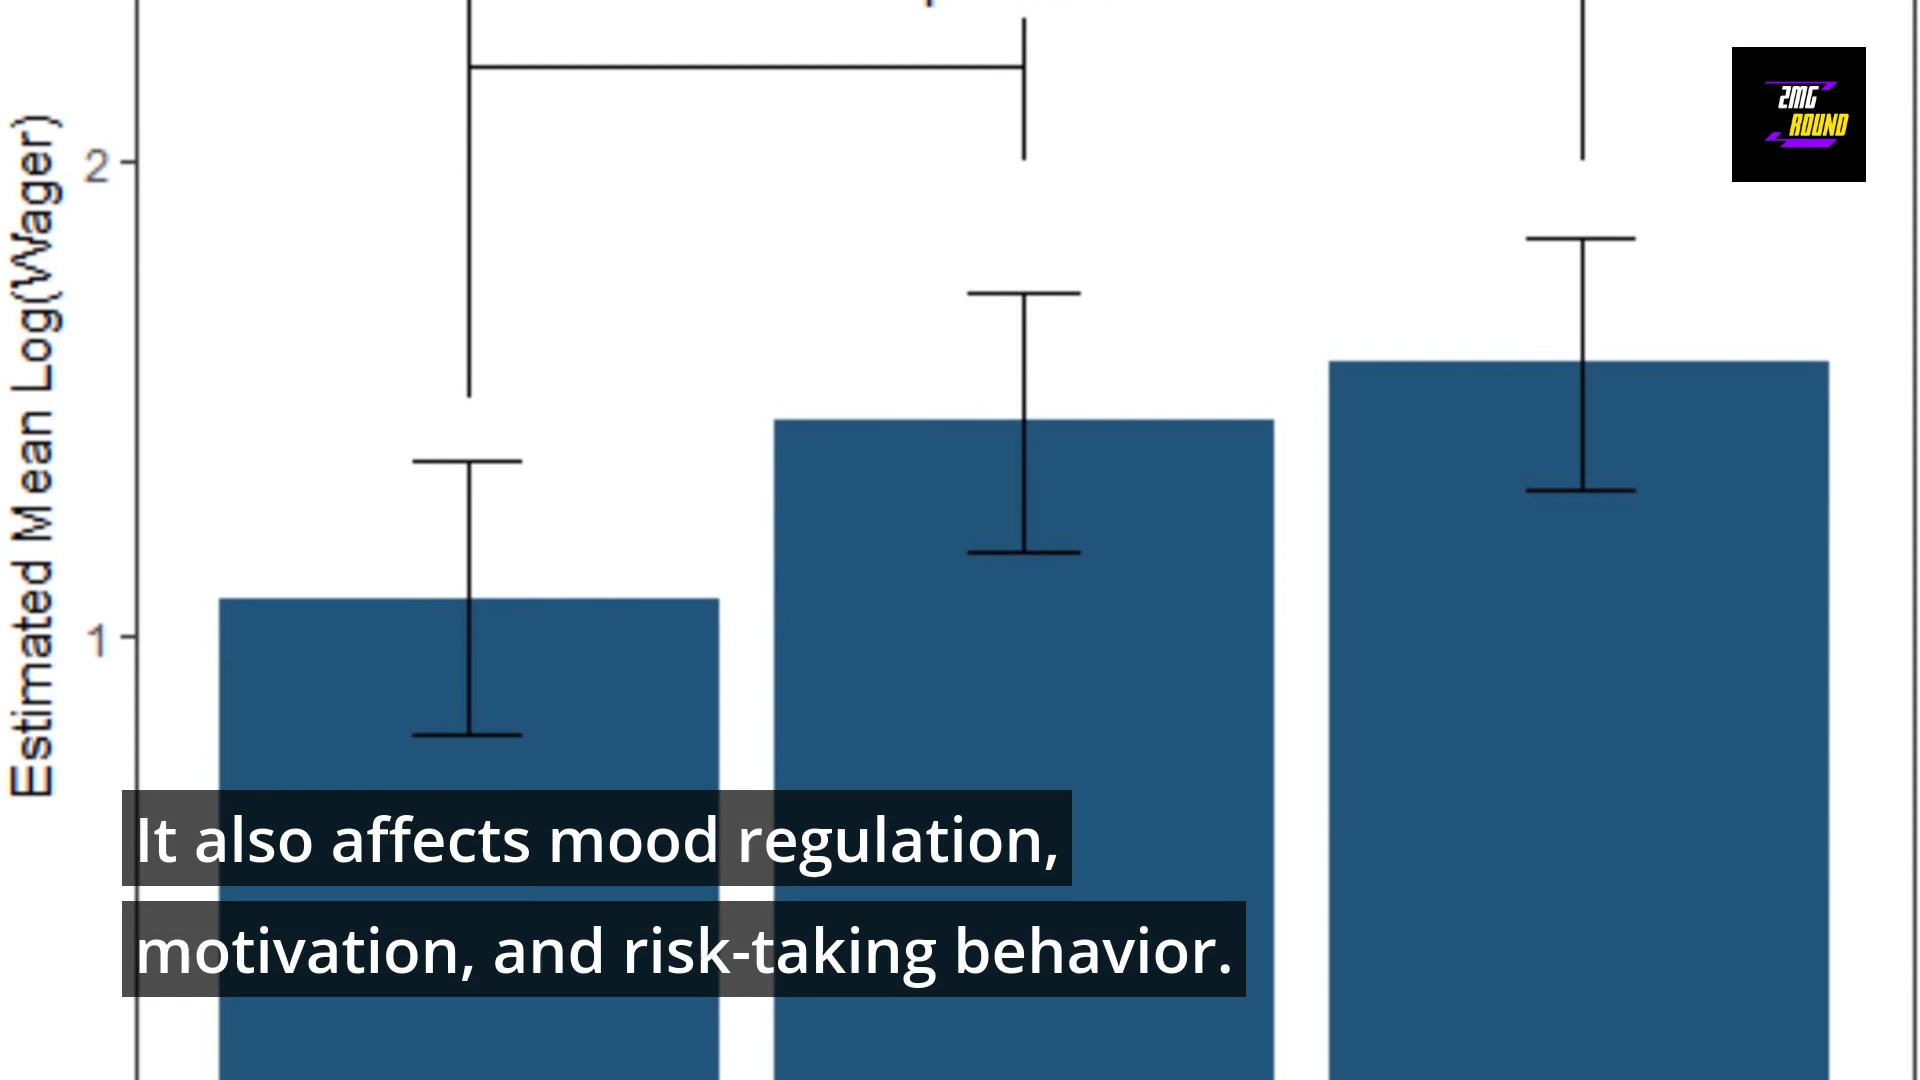 2MG
ROUND
Estimated Mean Log(Wager)
2
1
It also affects mood regulation,
motivation, and risk-taking behavior.